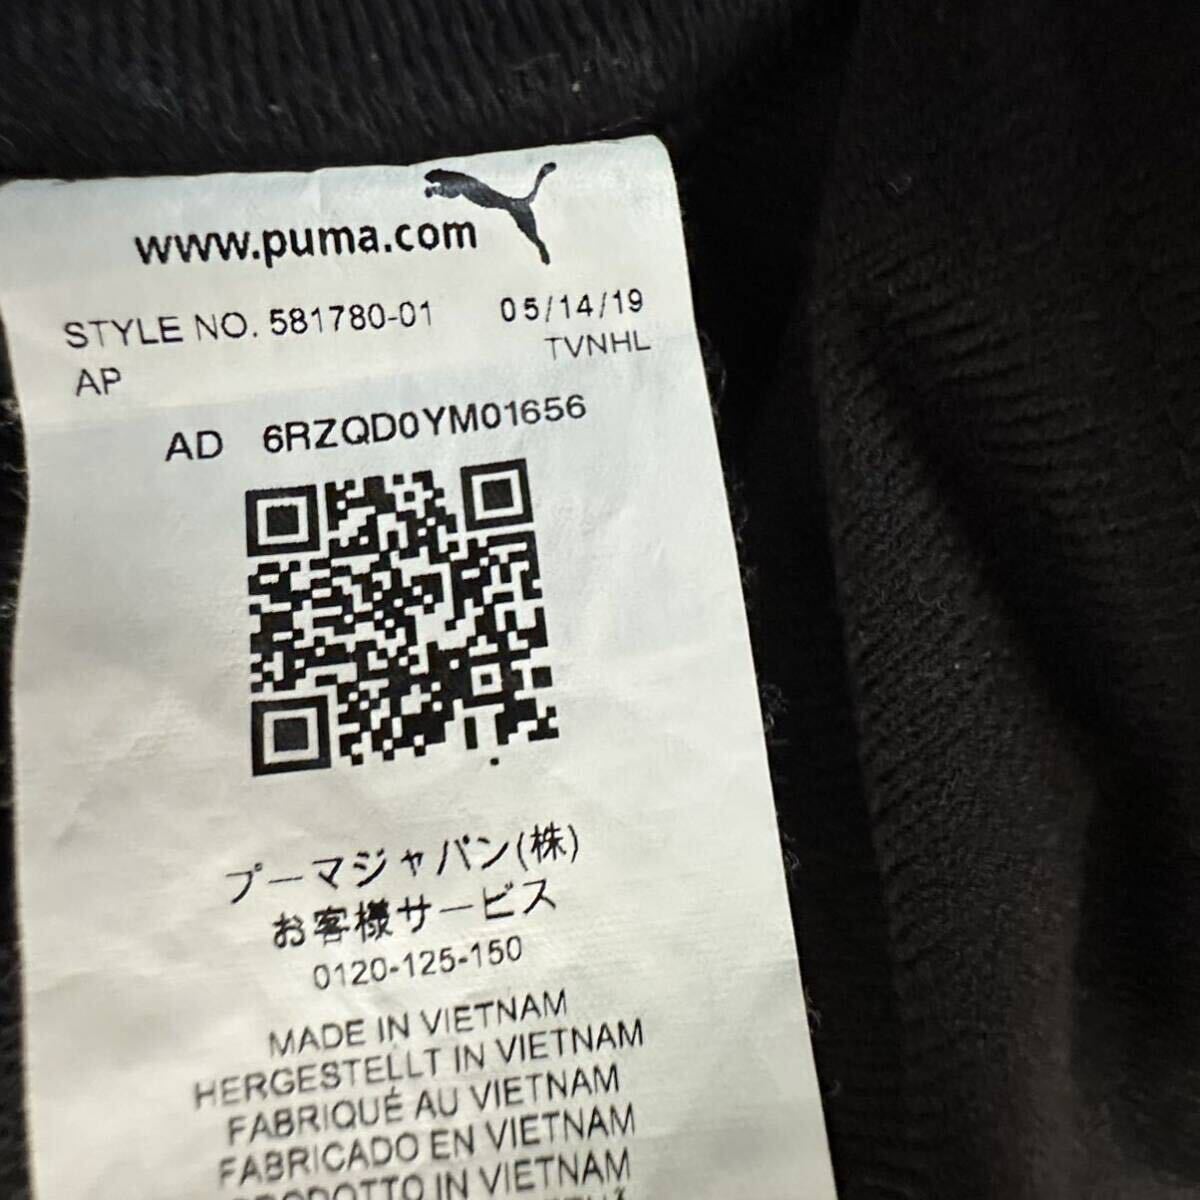 www.puma.com
STYLE NO. 581780-01 05/14/19
AP TVNHL
AD 6RZQD0YM01656
プーマジャパン(株)
お客様サービス
0120-125-150
MADE IN VIETNAM
HERGESTELLT IN VIETNAM
FABRIQUÉ AU VIETNAM
FABRICADO EN VIETNAM
PRODOTTO IN VIETNAM